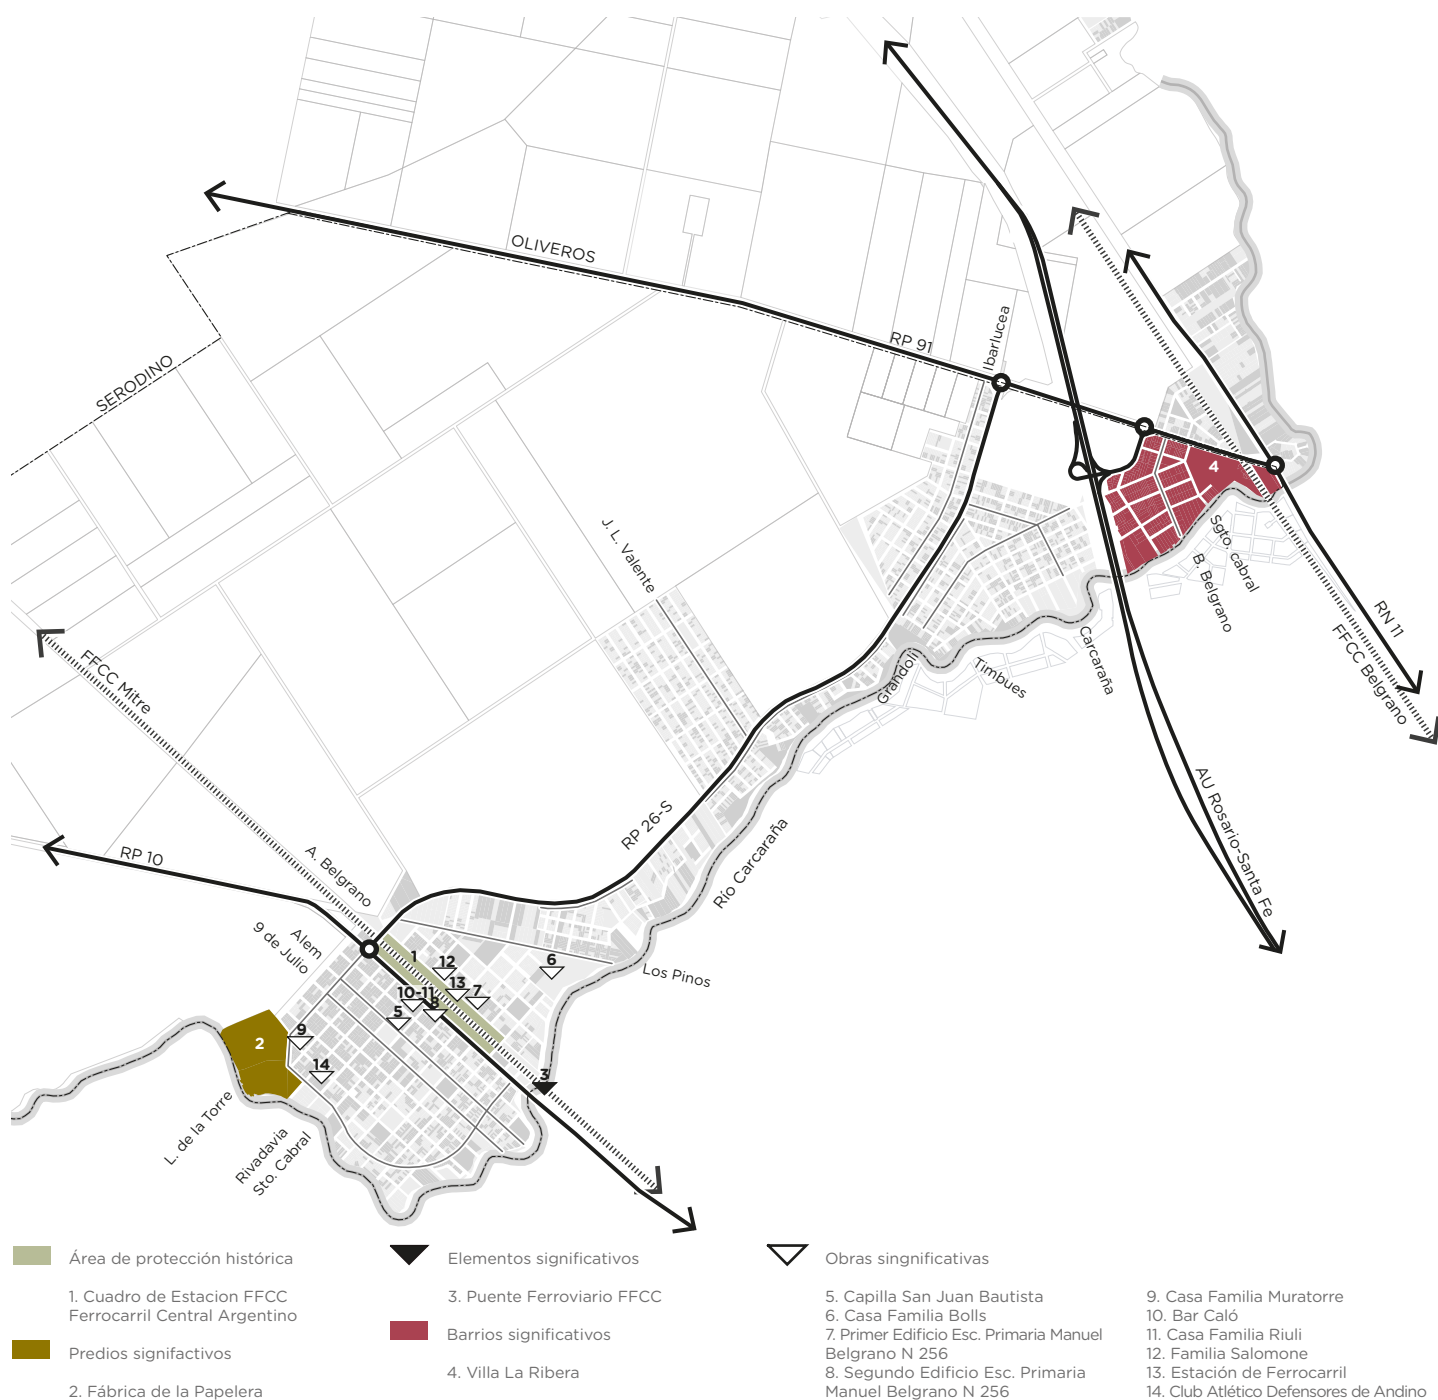 OLIVEROS
RP 91
Ibarlucea
SERODINO
4
J. L. Valente
Sgto. cabral
B. Belgrano
RN 11
FFCC Belgrano
FFCC Mitre
Carcaraña
Timbues
Grandoli
AU Rosario-Santa Fe
RP 26-S
Río Carcaraña
RP 10
A. Belgrano
Alem
9 de Julio
Los Pinos
1
12
6
13
7
10-11
8
5
9
2
14
3
L. de la Torre
Rivadavia
Sto. Cabral
Área de protección histórica
1. Cuadro de Estacion FFCC
Ferrocarril Central Argentino
Predios signifactivos
2. Fábrica de la Papelera
Elementos significativos
3. Puente Ferroviario FFCC
Barrios significativos
4. Villa La Ribera
Obras singnificativas
5. Capilla San Juan Bautista
6. Casa Familia Bolls
7. Primer Edificio Esc. Primaria Manuel
Belgrano N 256
8. Segundo Edificio Esc. Primaria
Manuel Belgrano N 256
9. Casa Familia Muratorre
10. Bar Caló
11. Casa Familia Riuli
12. Familia Salomone
13. Estación de Ferrocarril
14. Club Atlético Defensores de Andino